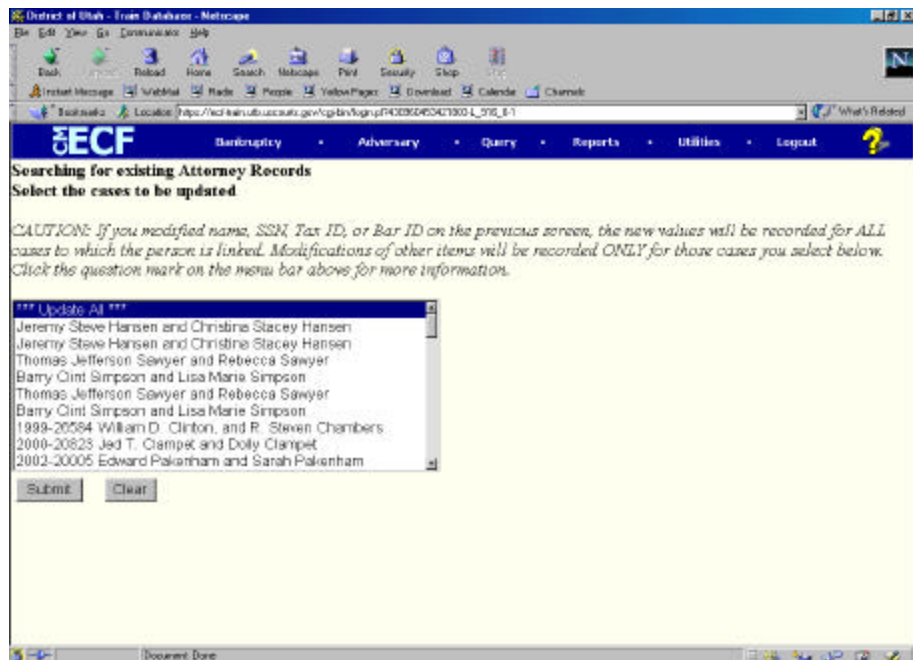 District of Utah - Train Database - Netscape
File Edit View Go Communicator Help
Back Reload Home Search Netscape Print Security Shop
Instant Message WebMail Radio People Yellow Pages Download Calendar Channels
Bookmarks Location: What's Related
CM ECF Bankruptcy • Adversary • Query • Reports • Utilities • Logout ?
Searching for existing Attorney Records
Select the cases to be updated
CAUTION: If you modified name, SSN, Tax ID, or Bar ID on the previous screen, the new values will be recorded for ALL
cases to which the person is linked. Modifications of other items will be recorded ONLY for those cases you select below.
Click the question mark on the menu bar above for more information.
*** Update All ***
Jeremy Steve Hansen and Christina Stacey Hansen
Jeremy Steve Hansen and Christina Stacey Hansen
Thomas Jefferson Sawyer and Rebecca Sawyer
Barry Clint Simpson and Lisa Marie Simpson
Thomas Jefferson Sawyer and Rebecca Sawyer
Barry Clint Simpson and Lisa Marie Simpson
1999-26584 William D. Clinton, and R. Steven Chambers
2000-20823 Jed T. Clampet and Dolly Clampet
2002-20005 Edward Pakenham and Sarah Pakenham
Submit Clear
Document Done